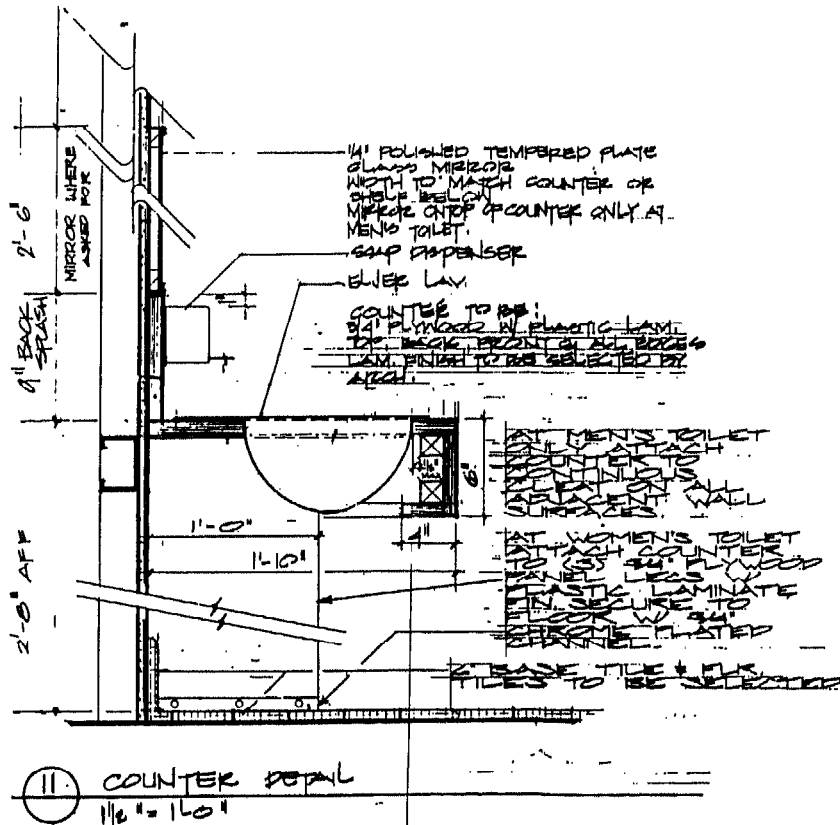 1/4" POLISHED TEMPERED PLATE
GLASS MIRROR
WIDTH TO MATCH COUNTER OR
SHELF BELOW
MIRROR ONTOP OF COUNTER ONLY AT
MEN'S TOILET.
SOAP DISPENSER
ELJER LAV.
COUNTER TO BE:
3/4" PLYWOOD W/ PLASTIC LAM.
TOP BACK FRONT & ALL EDGES
LAM. FINISH TO BE SELECTED BY
ARCH.
2'-6"
MIRROR WHERE
ASKED FOR
9" BACK
SPLASH
2'-8" AFF
6"
4"
1'-0"
1'-10"
AT MEN'S TOILET
ONLY ATTACH
COUNTER TO
CONTINUOUS
ON ALL
ADJACENT WALL
SURFACES.
AT WOMEN'S TOILET
ATTACH COUNTER
TO (3) 3/4" PLYWOOD
PANEL LEGS W/
PLASTIC LAMINATE
FIN. SECURE TO
FLOOR W/ 3/4"
CHROME PLATED
CHANNEL.
2" BASE TILE & FLR.
TILES TO BE SELECTED
11 COUNTER DETAIL
1 1/2" = 1'-0"